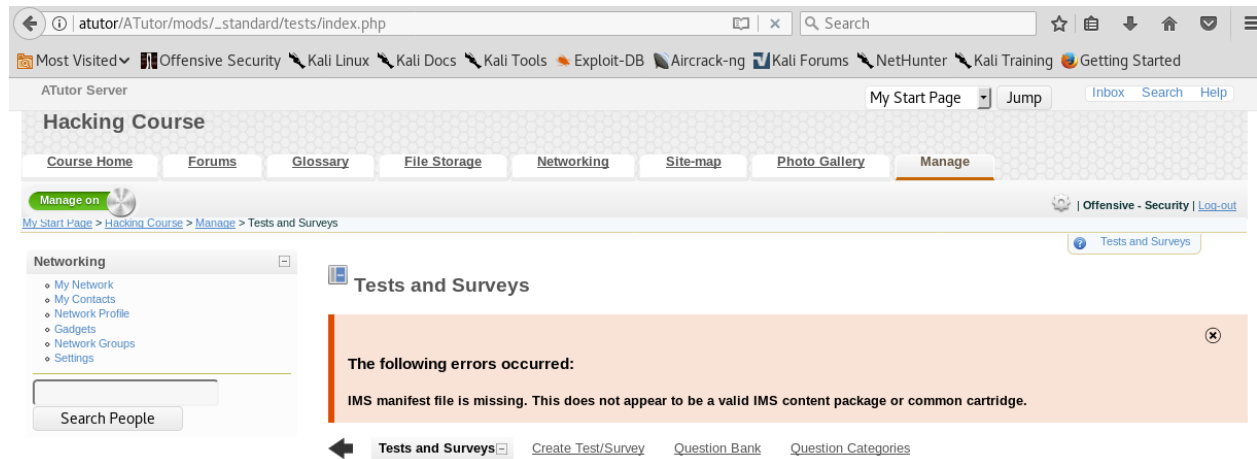 atutor/ATutor/mods/_standard/tests/index.php
Search
Most Visited
Offensive Security
Kali Linux
Kali Docs
Kali Tools
Exploit-DB
Aircrack-ng
Kali Forums
NetHunter
Kali Training
Getting Started
ATutor Server
My Start Page
Jump
Inbox
Search
Help
Hacking Course
Course Home
Forums
Glossary
File Storage
Networking
Site-map
Photo Gallery
Manage
Manage on
| Offensive - Security | Log-out
My Start Page > Hacking Course > Manage > Tests and Surveys
Tests and Surveys
Networking
My Network
My Contacts
Network Profile
Gadgets
Network Groups
Settings
Search People
Tests and Surveys
The following errors occurred:
IMS manifest file is missing. This does not appear to be a valid IMS content package or common cartridge.
Tests and Surveys
Create Test/Survey
Question Bank
Question Categories